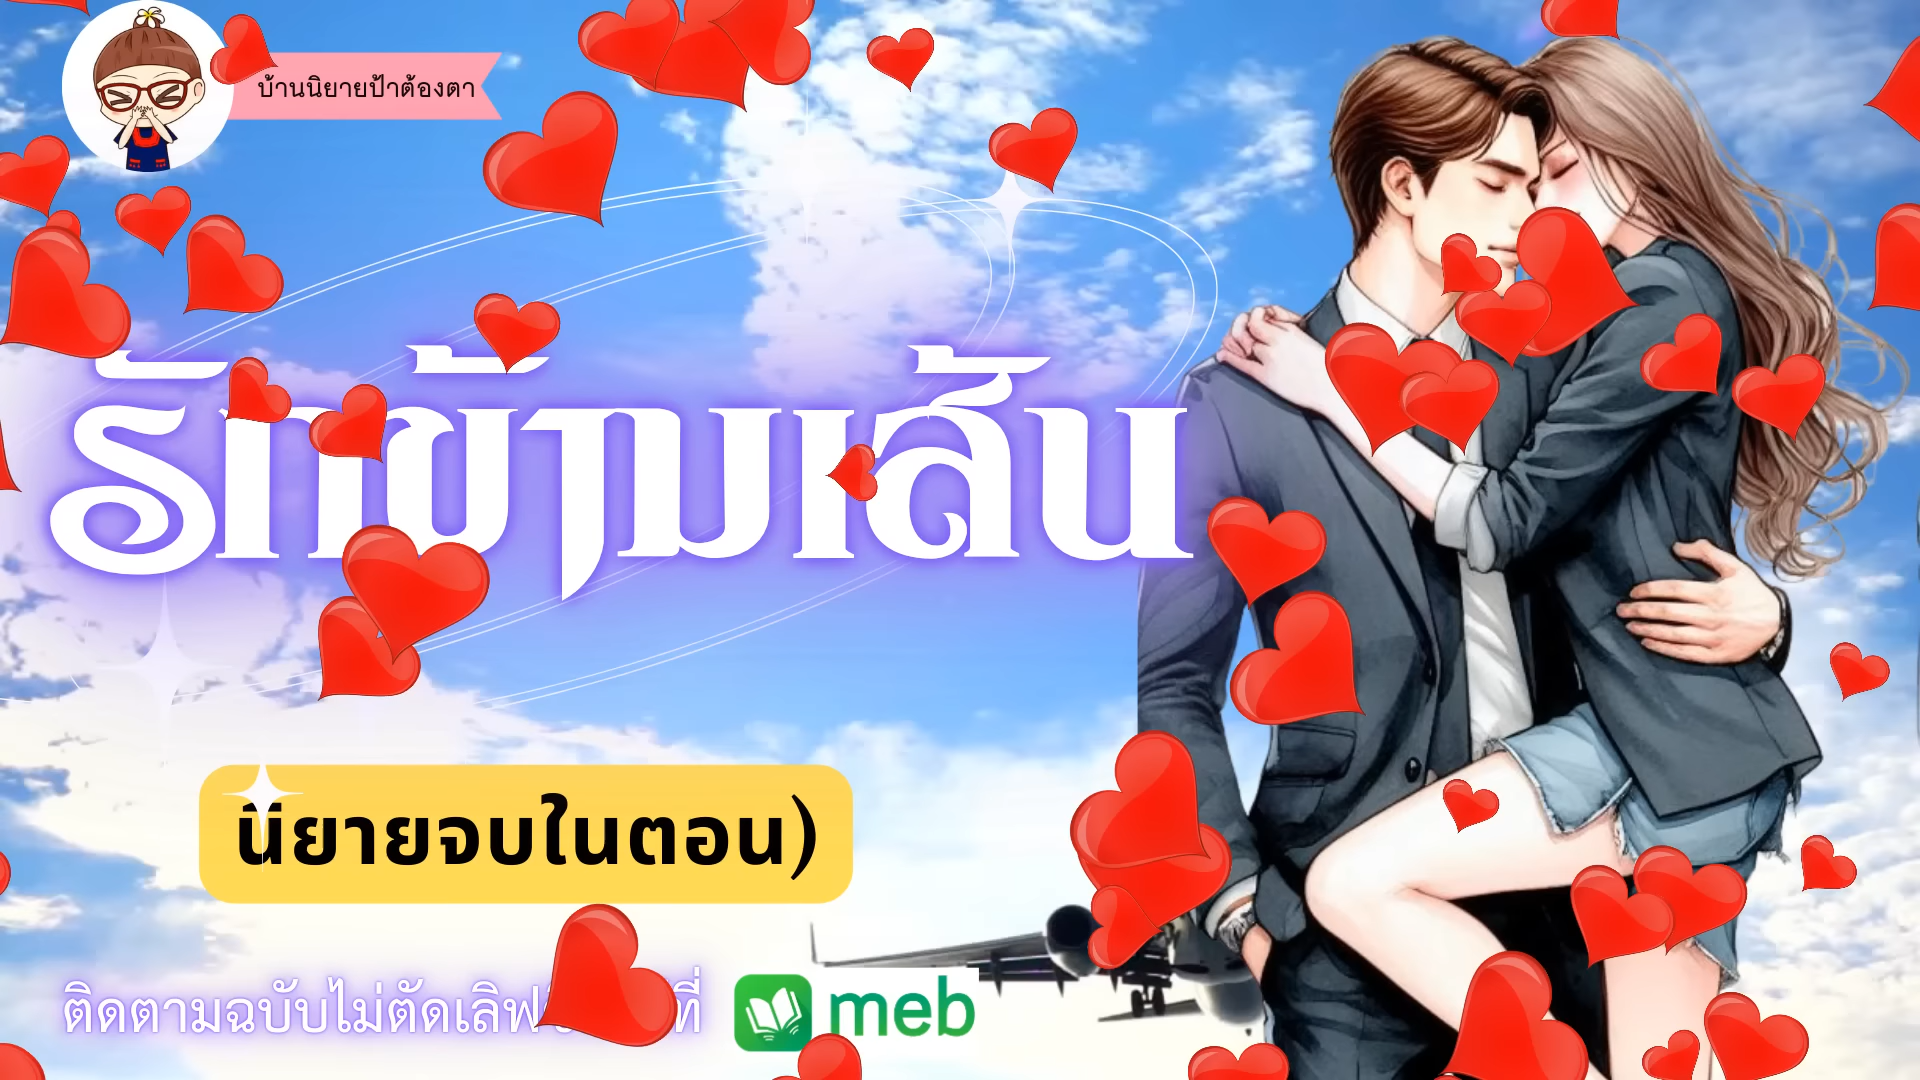 บ้านนิยายป้าต้องตา
รักข้ามเส้น
นิยายจบในตอน)
ติดตามฉบับไม่ตัดเลิฟ ที่
meb